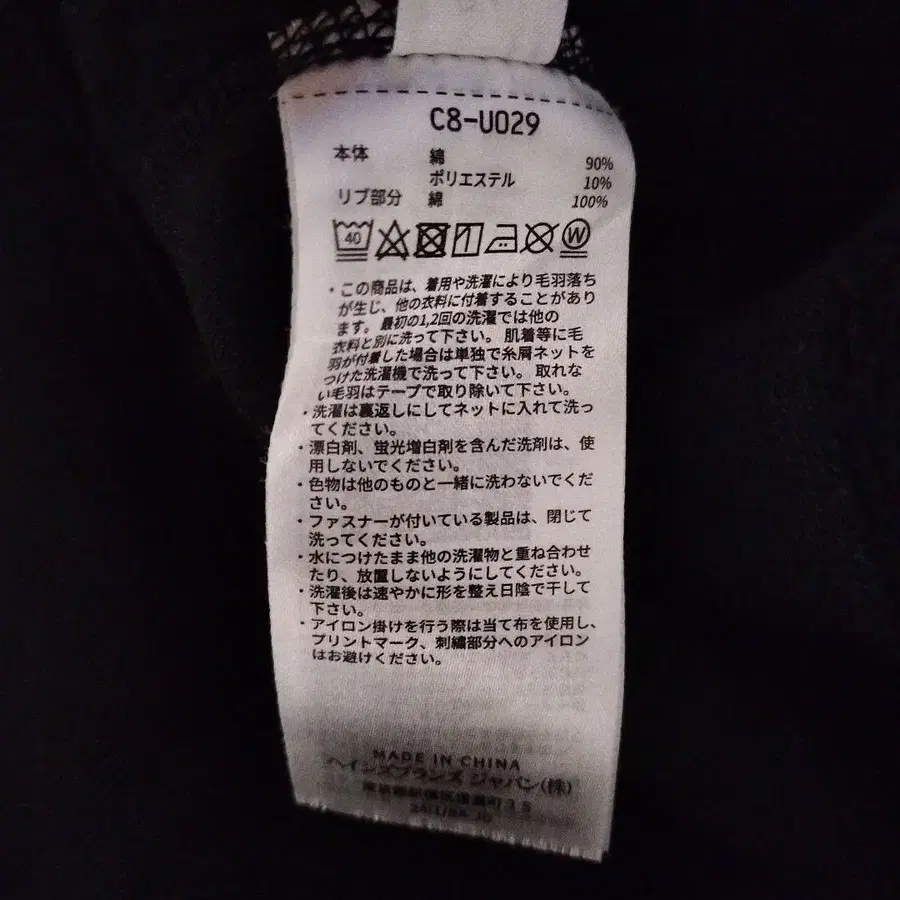 C8-U029
本体 綿 90%
ポリエステル 10%
リブ部分 綿 100%
40 W
・この商品は、着用や洗濯により毛羽落ち
が生じ、他の衣料に付着することがあり
ます。最初の1,2回の洗濯では他の
衣料と別に洗って下さい。肌着等に毛
羽が付着した場合は単独で糸屑ネットを
つけた洗濯機で洗って下さい。取れな
い毛羽はテープで取り除いて下さい。
・洗濯は裏返しにしてネットに入れて洗っ
てください。
・漂白剤、蛍光増白剤を含んだ洗剤は、使
用しないでください。
・色物は他のものと一緒に洗わないでくだ
さい。
・ファスナーが付いている製品は、閉じて
洗ってください。
・水につけたまま他の洗濯物と重ね合わせ
たり、放置しないようにしてください。
・洗濯後は速やかに形を整え日陰で干して
下さい。
・アイロン掛けを行う際は当て布を使用し、
プリントマーク、刺繍部分へのアイロン
はお避けください。
MADE IN CHINA
ヘインズブランズ ジャパン(株)